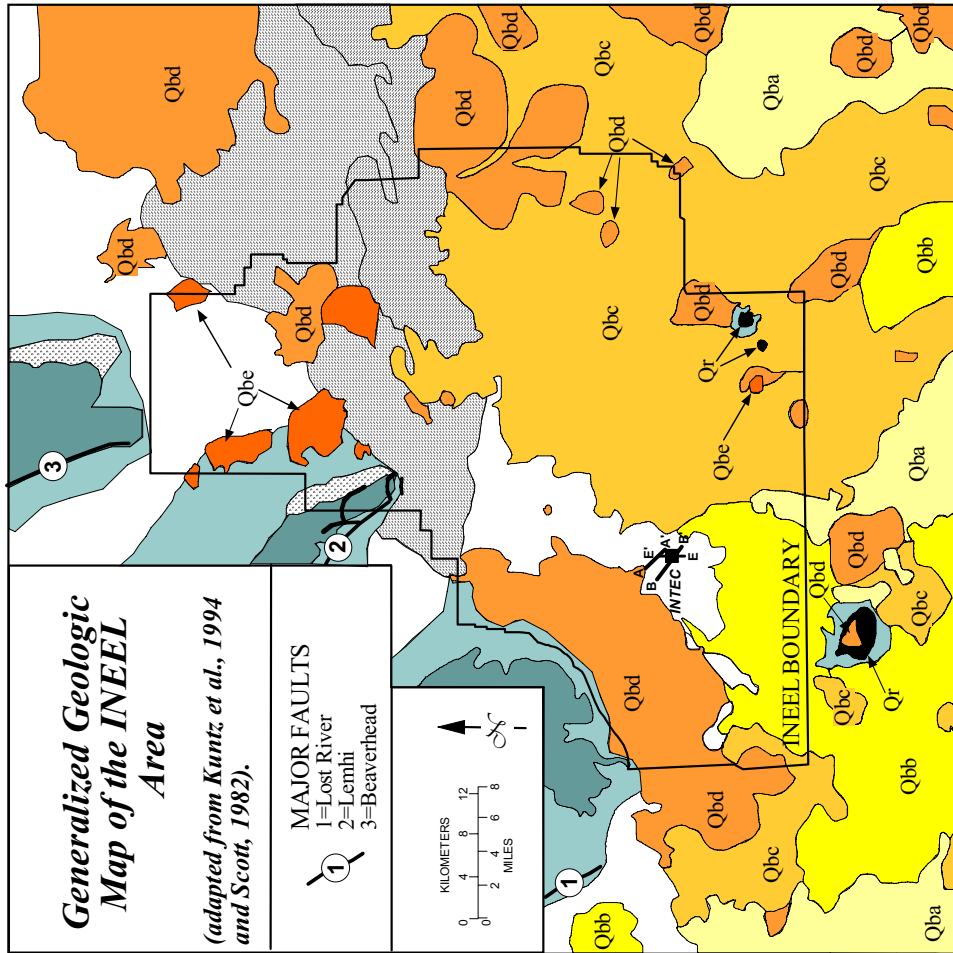 Generalized Geologic
Map of the INEEL
Area
(adapted from Kuntz et al., 1994
and Scott, 1982).
MAJOR FAULTS
1=Lost River
2=Lemhi
3=Beaverhead
1
KILOMETERS
0 4 8 12
0 2 4 6 8
MILES
N
3
2
1
Qbd
Qbd
Qbd
Qbc
Qbd
Qbd
Qbd
Qbd
Qba
Qbd
Qbd
Qbe
Qbd
Qbc
Qbc
Qbd
Qbd
Qbb
Qr
Qbe
Qba
A
E'
A'
B
B'
E
INTEC
Qbd
INEEL BOUNDARY
Qbd
Qbd
Qbc
Qbc
Qr
Qbd
Qbc
Qbb
Qbb
Qba